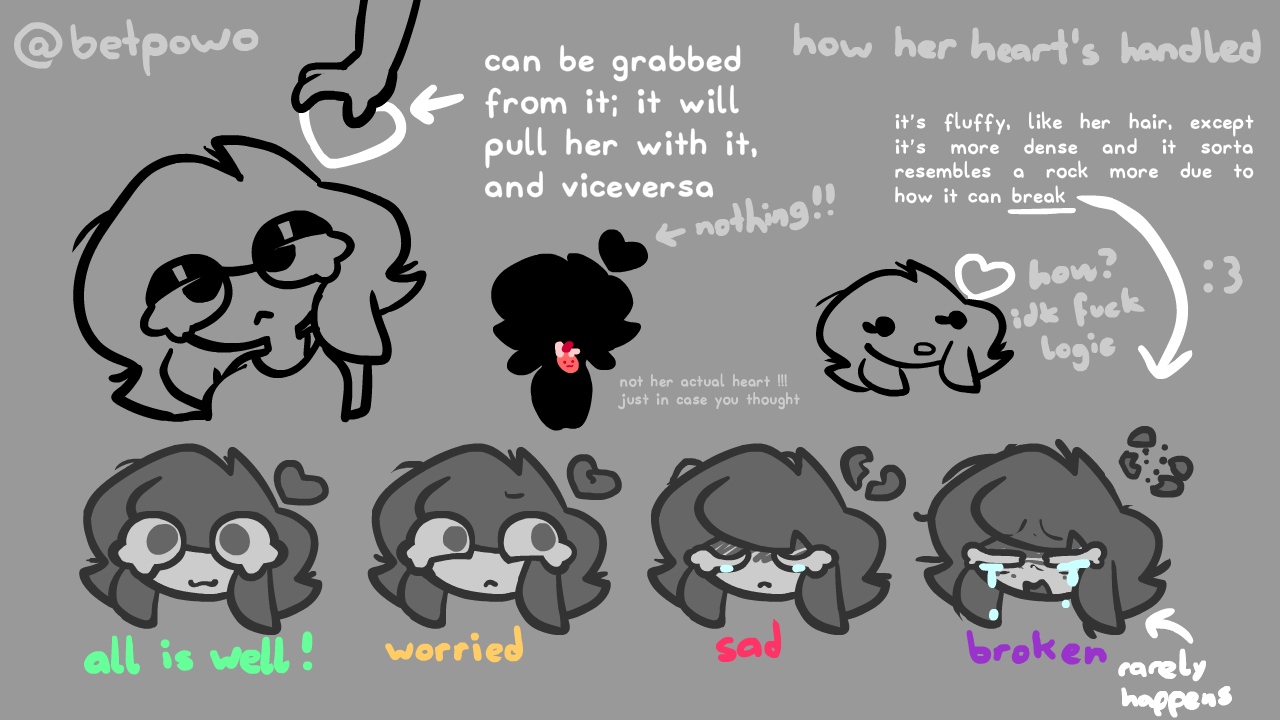 @betpowo
how her heart's handled
can be grabbed
from it; it will
pull her with it,
and viceversa
it's fluffy, like her hair, except
it's more dense and it sorta
resembles a rock more due to
how it can break
nothing!!
how?
idk fuck
logic
:3
not her actual heart !!!
just in case you thought
all is well!
worried
sad
broken
rarely
happens